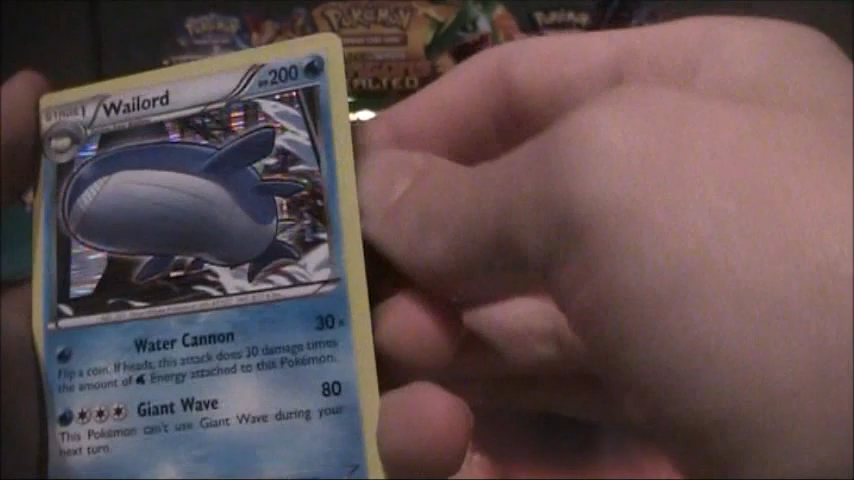 Pokémon
Pokémon
Pokémon
ALTED
STAGE 1
Wailord
HP200
Water Cannon 30×
Flip a coin. If heads, this attack does 30 damage times
the amount of Energy attached to this Pokémon.
Giant Wave 80
This Pokémon can't use Giant Wave during your
next turn.